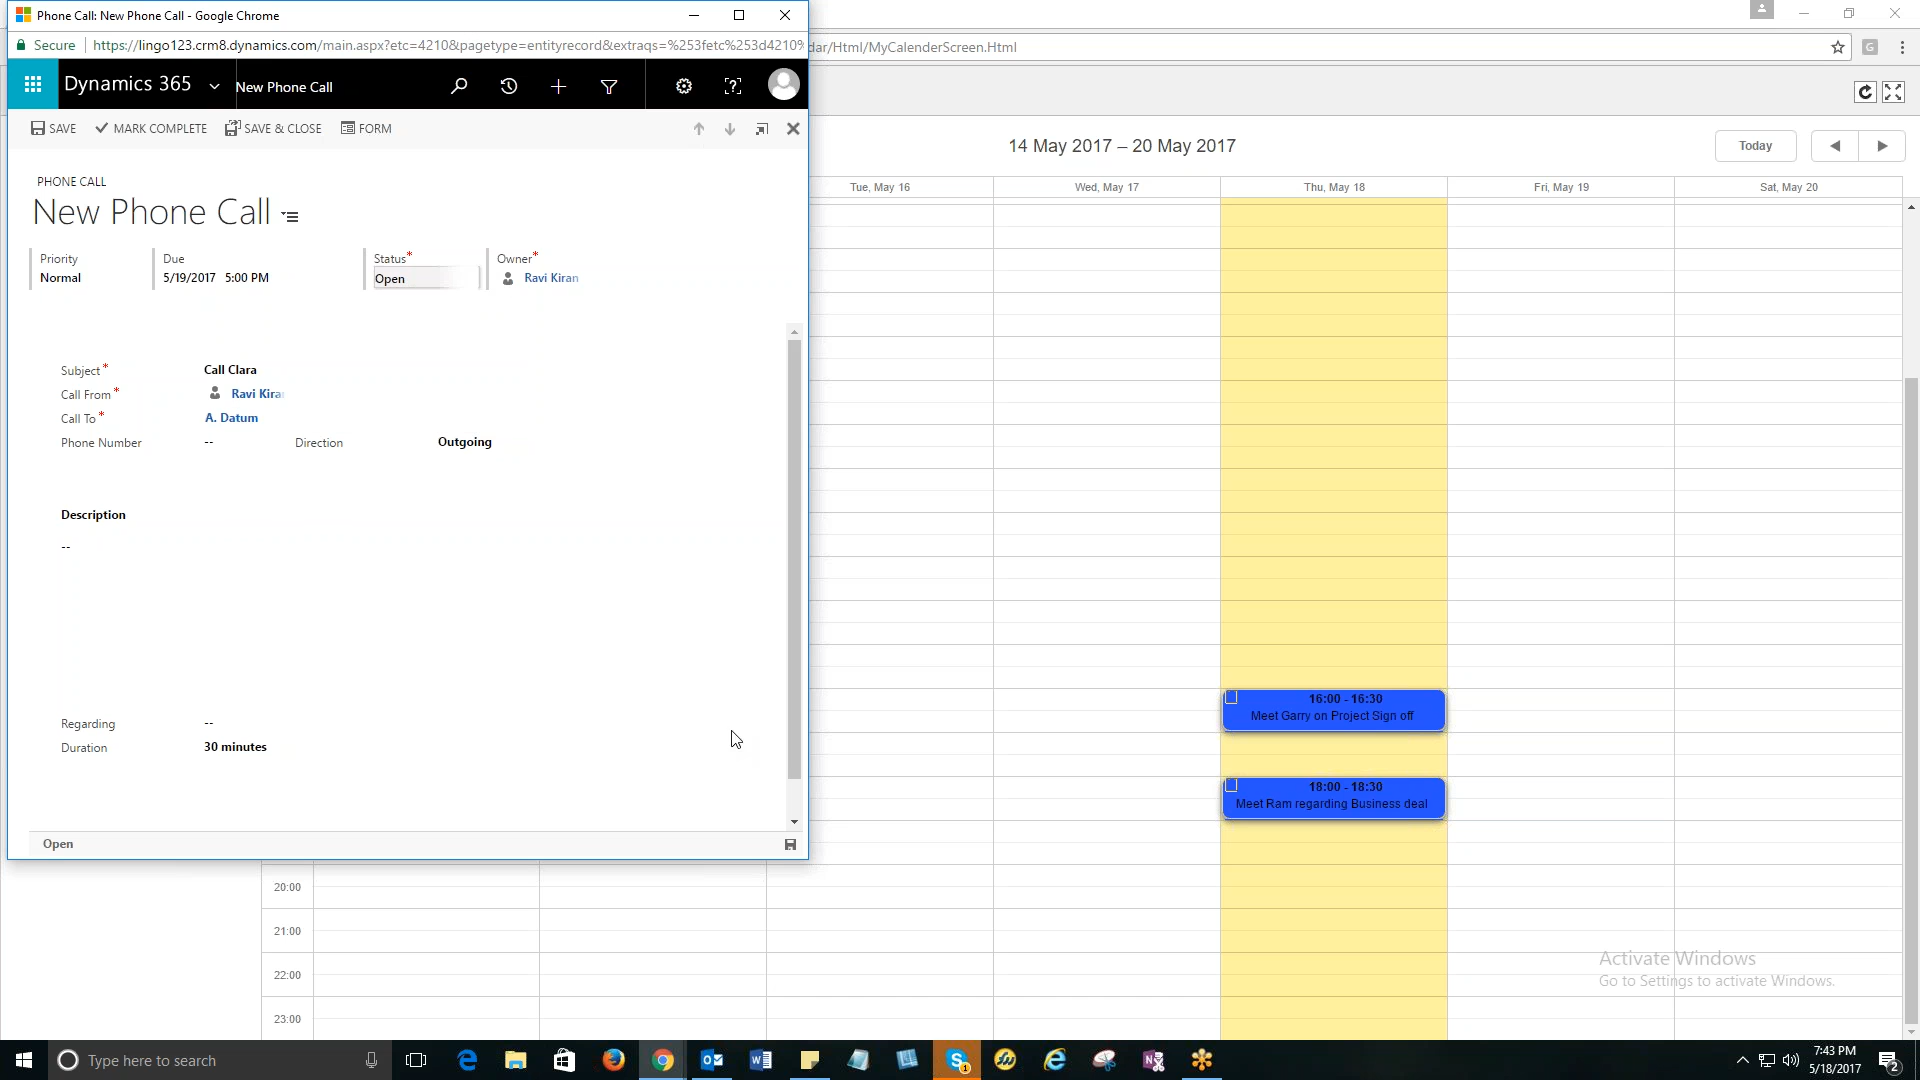 Phone Call: New Phone Call - Google Chrome
Secure https://lingo123.crm8.dynamics.com/main.aspx?etc=4210&pagetype=entityrecord&extraqs=%253fetc%253d4210%
dar/Html/MyCalenderScreen.Html
G
Dynamics 365 New Phone Call
SAVE MARK COMPLETE SAVE & CLOSE FORM
14 May 2017 – 20 May 2017
Today
Tue, May 16 Wed, May 17 Thu, May 18 Fri, May 19 Sat, May 20
PHONE CALL
New Phone Call
Priority Due Status* Owner*
Normal 5/19/2017 5:00 PM Open Ravi Kiran
Subject* Call Clara
Call From* Ravi Kira
Call To* A. Datum
Phone Number -- Direction Outgoing
Description
--
Regarding --
Duration 30 minutes
Open
16:00 - 16:30
Meet Garry on Project Sign off
18:00 - 18:30
Meet Ram regarding Business deal
20:00
21:00
22:00
23:00
Activate Windows
Go to Settings to activate Windows.
Type here to search
7:43 PM
5/18/2017
2